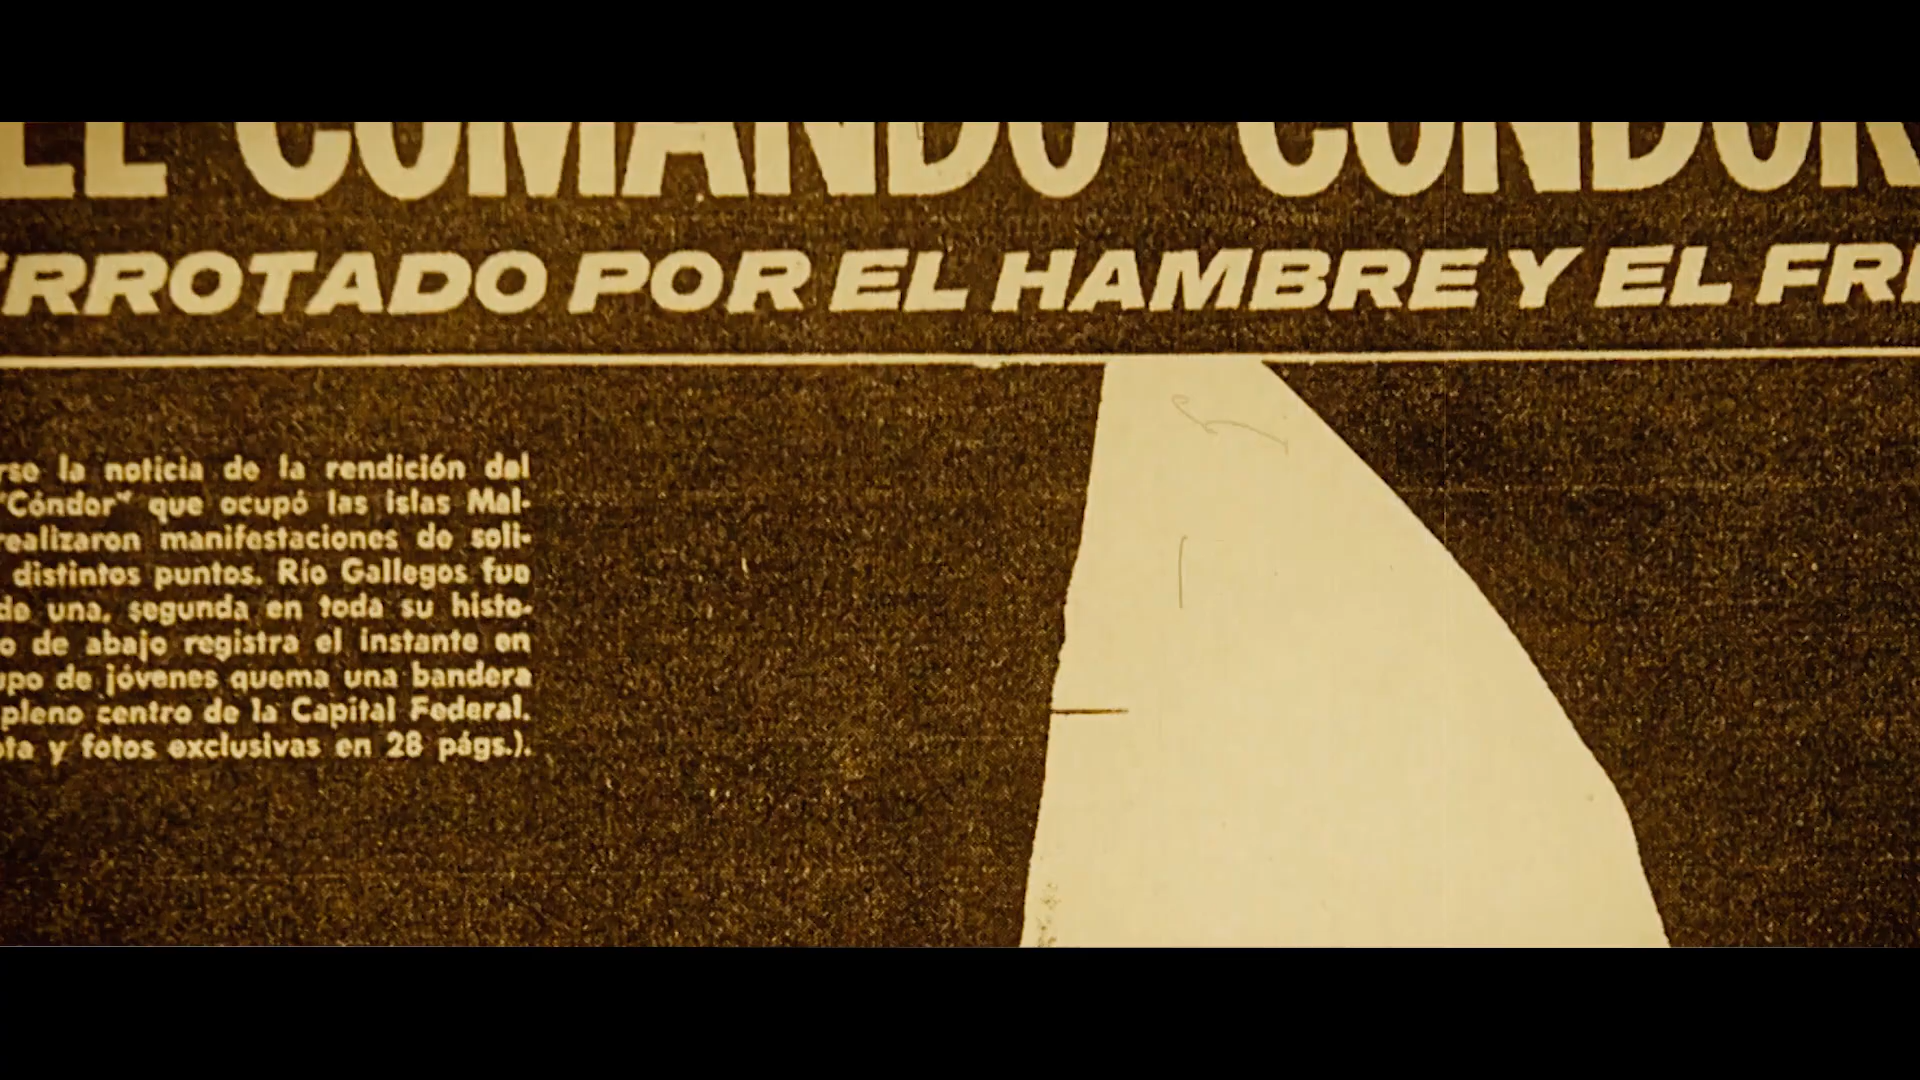 EL COMANDO CONDOR
ERROTADO POR EL HAMBRE Y EL FRI
rse la noticia de la rendición del
"Cóndor" que ocupó las islas Mal-
realizaron manifestaciones de soli-
distintos puntos. Río Gallegos fue
de una, segunda en toda su histo-
o de abajo registra el instante en
upo de jóvenes quema una bandera
pleno centro de la Capital Federal.
ota y fotos exclusivas en 28 págs.).